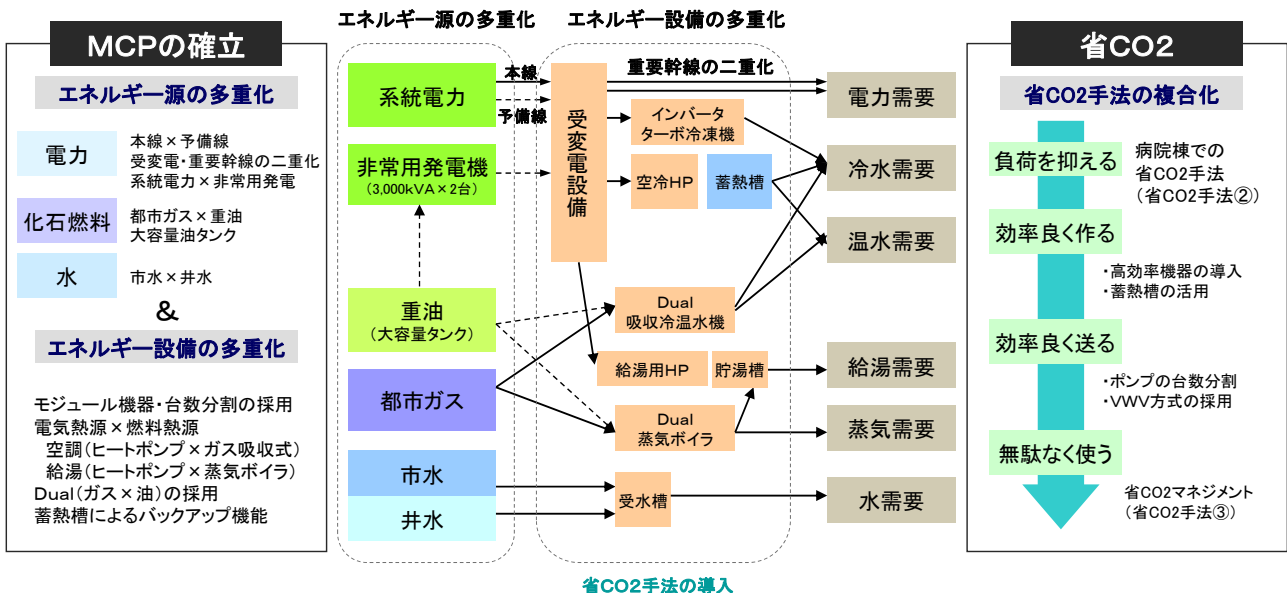 MCPの確立
エネルギー源の多重化
電力
本線×予備線
受変電・重要幹線の二重化
系統電力×非常用発電
化石燃料
都市ガス×重油
大容量油タンク
水
市水×井水
&
エネルギー設備の多重化
モジュール機器・台数分割の採用
電気熱源×燃料熱源
空調(ヒートポンプ×ガス吸収式)
給湯(ヒートポンプ×蒸気ボイラ)
Dual(ガス×油)の採用
蓄熱槽によるバックアップ機能
エネルギー源の多重化
系統電力
非常用発電機
(3,000kVA×2台)
重油
(大容量タンク)
都市ガス
市水
井水
本線
予備線
エネルギー設備の多重化
重要幹線の二重化
受変電設備
インバータ
ターボ冷凍機
空冷HP
蓄熱槽
Dual
吸収冷温水機
給湯用HP
貯湯槽
Dual
蒸気ボイラ
受水槽
電力需要
冷水需要
温水需要
給湯需要
蒸気需要
水需要
省CO2手法の導入
省CO2
省CO2手法の複合化
負荷を抑える
病院棟での
省CO2手法
(省CO2手法②)
効率良く作る
・高効率機器の導入
・蓄熱槽の活用
効率良く送る
・ポンプの台数分割
・VWV方式の採用
無駄なく使う
省CO2マネジメント
(省CO2手法③)